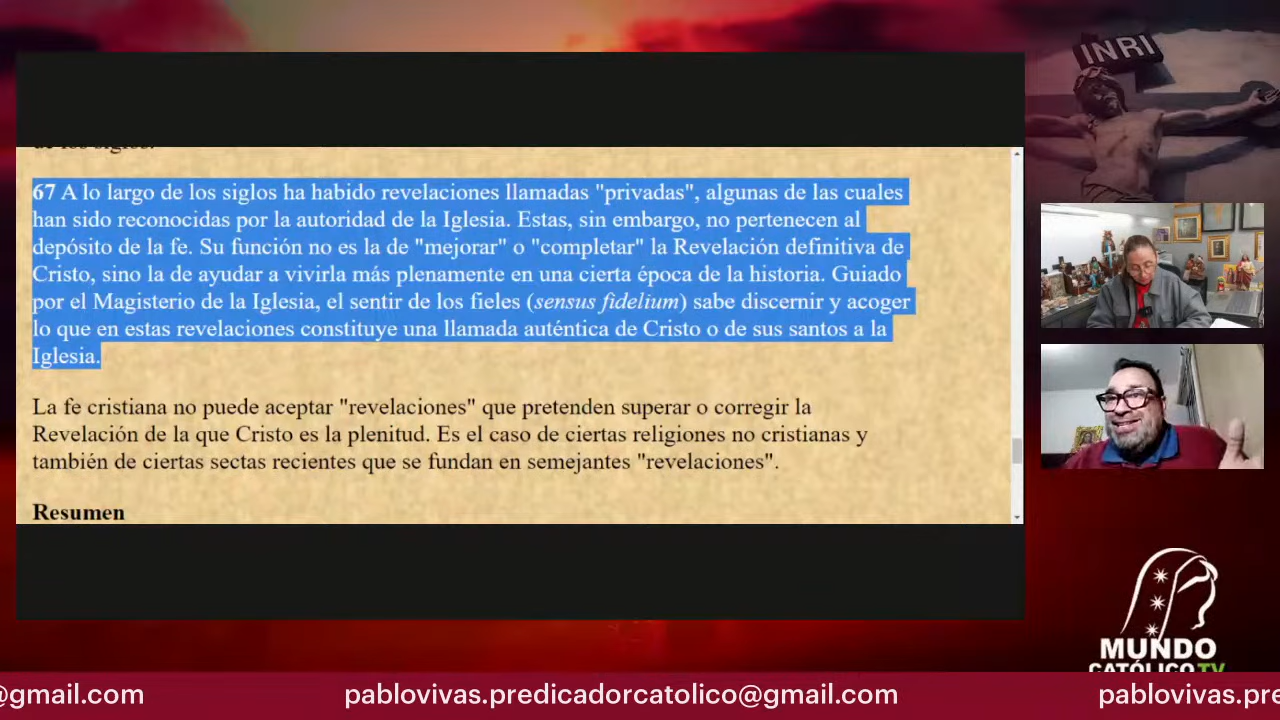 de los siglos.
67 A lo largo de los siglos ha habido revelaciones llamadas "privadas", algunas de las cuales
han sido reconocidas por la autoridad de la Iglesia. Estas, sin embargo, no pertenecen al
depósito de la fe. Su función no es la de "mejorar" o "completar" la Revelación definitiva de
Cristo, sino la de ayudar a vivirla más plenamente en una cierta época de la historia. Guiado
por el Magisterio de la Iglesia, el sentir de los fieles (sensus fidelium) sabe discernir y acoger
lo que en estas revelaciones constituye una llamada auténtica de Cristo o de sus santos a la
Iglesia.
La fe cristiana no puede aceptar "revelaciones" que pretenden superar o corregir la
Revelación de la que Cristo es la plenitud. Es el caso de ciertas religiones no cristianas y
también de ciertas sectas recientes que se fundan en semejantes "revelaciones".
Resumen
INRI
MUNDO
CATÓLICO TV
@gmail.com pablovivas.predicadorcatolico@gmail.com pablovivas.pre